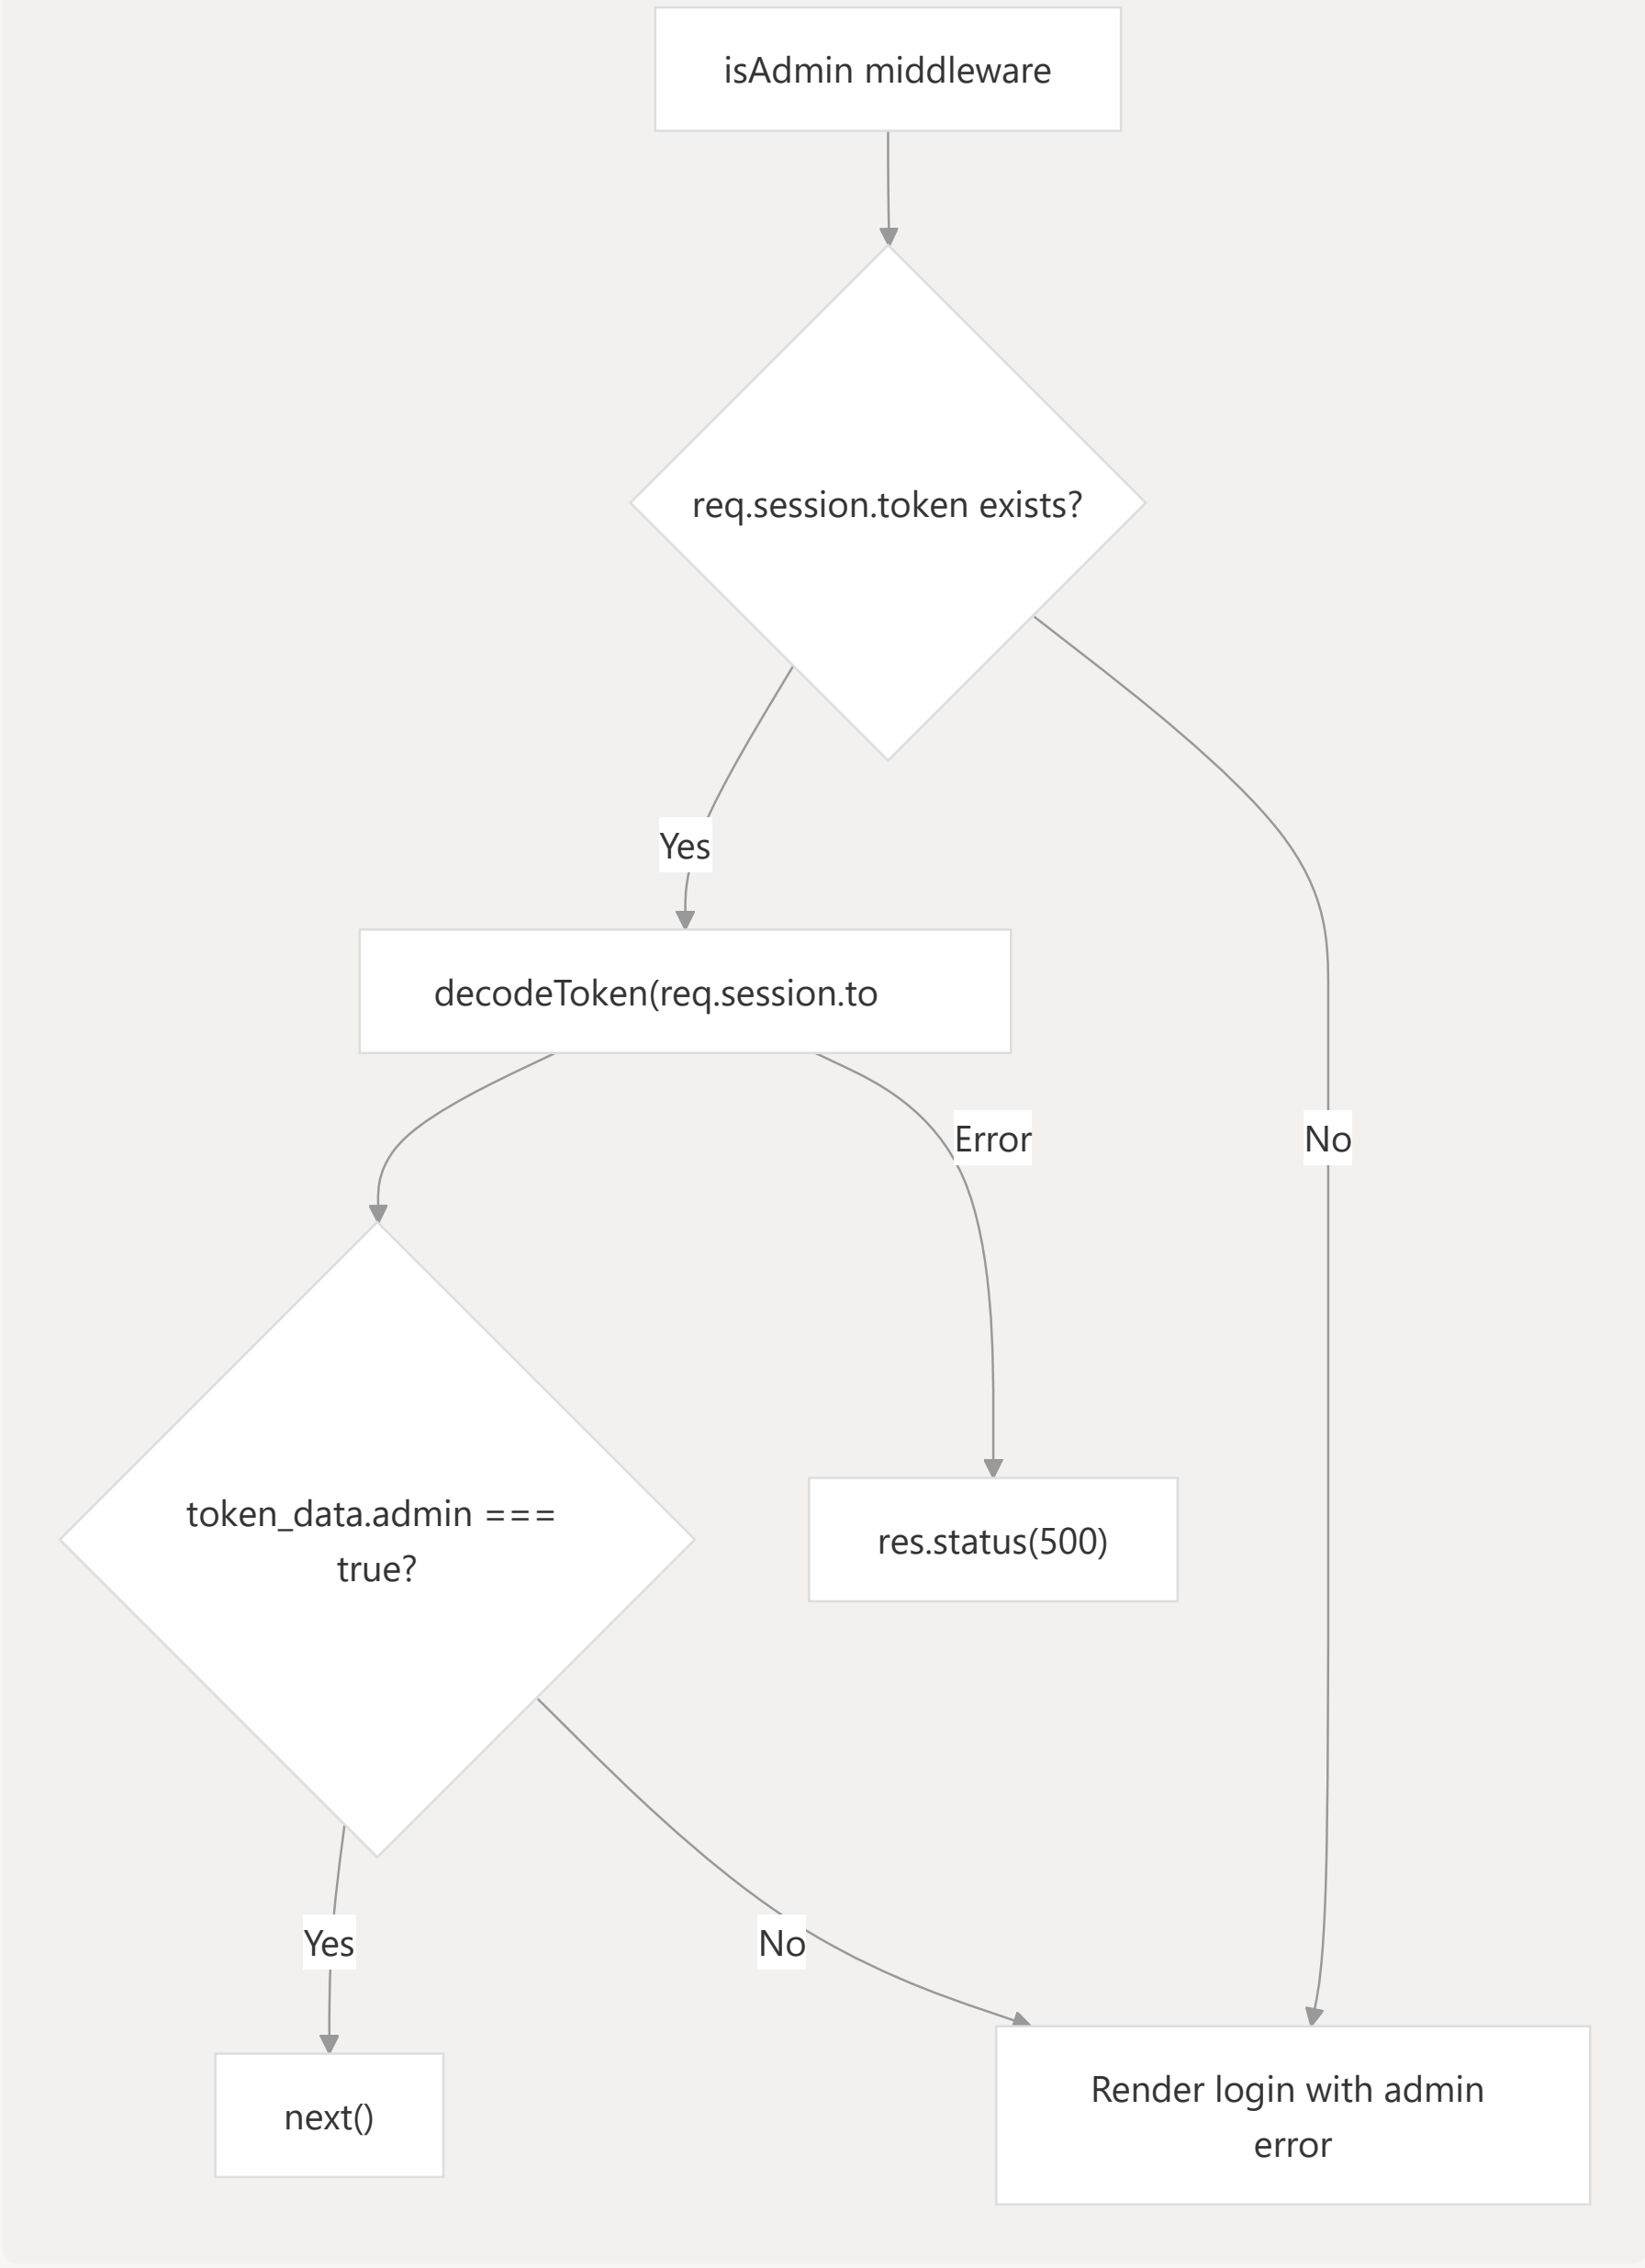 isAdmin middleware
req.session.token exists?
Yes
decodeToken(req.session.to
Error
No
token_data.admin ===
true?
res.status(500)
Yes
No
next()
Render login with admin
error